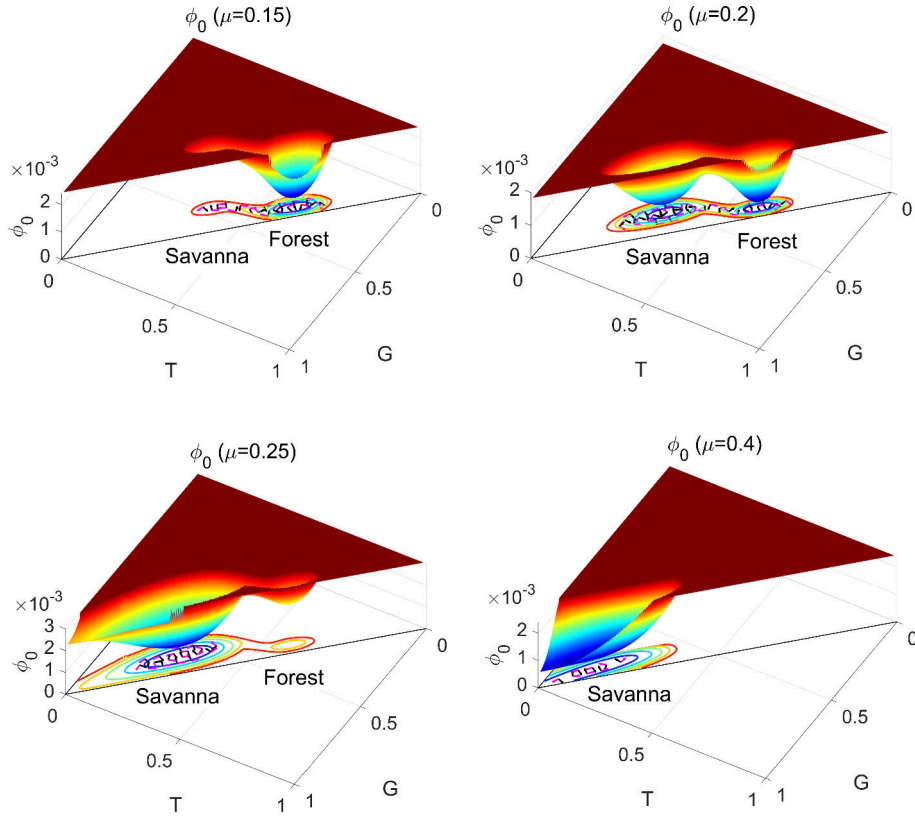 ϕ₀ (μ=0.15)
×10⁻³
2
1
0
ϕ₀
Savanna
Forest
0
0.5
1
T
0
0.5
1
G
ϕ₀ (μ=0.2)
×10⁻³
2
1
0
ϕ₀
Savanna
Forest
0
0.5
1
T
0
0.5
1
G
ϕ₀ (μ=0.25)
×10⁻³
3
2
1
0
ϕ₀
Savanna
Forest
0
0.5
1
T
0
0.5
1
G
ϕ₀ (μ=0.4)
×10⁻³
2
1
0
ϕ₀
Savanna
0
0.5
1
T
0
0.5
1
G